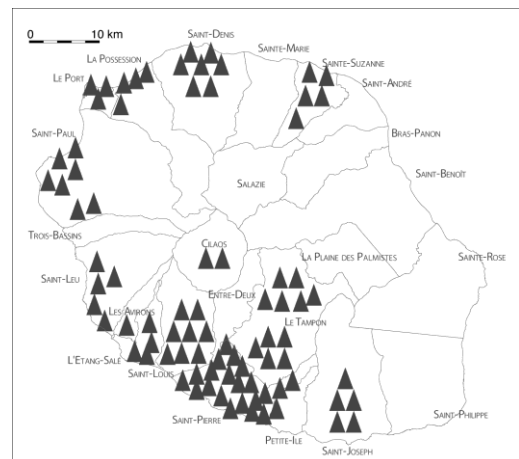 0 10 km
SAINT-DENIS
SAINTE-MARIE
LA POSSESSION
SAINTE-SUZANNE
LE PORT
SAINT-ANDRÉ
SAINT-PAUL
BRAS-PANON
SAINT-BENOÎT
SALAZIE
TROIS-BASSINS
CILAOS
LA PLAINE DES PALMISTES
SAINTE-ROSE
SAINT-LEU
ENTRE-DEUX
LES AVIRONS
LE TAMPON
L'ETANG-SALÉ
SAINT-LOUIS
SAINT-PIERRE
SAINT-PHILIPPE
PETITE-ILE
SAINT-JOSEPH